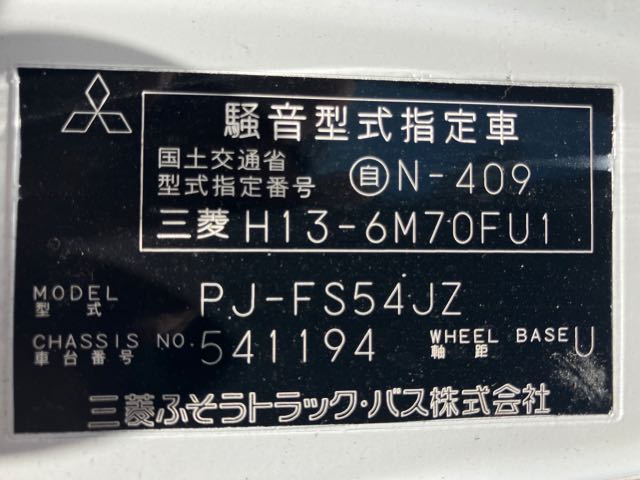 騒音型式指定車
国土交通省
型式指定番号 自N-409
三菱 H13-6M70FU1
MODEL
型式 PJ-FS54JZ
CHASSIS NO.
車台番号 541194 WHEEL BASE
軸距 U
三菱ふそうトラック・バス株式会社